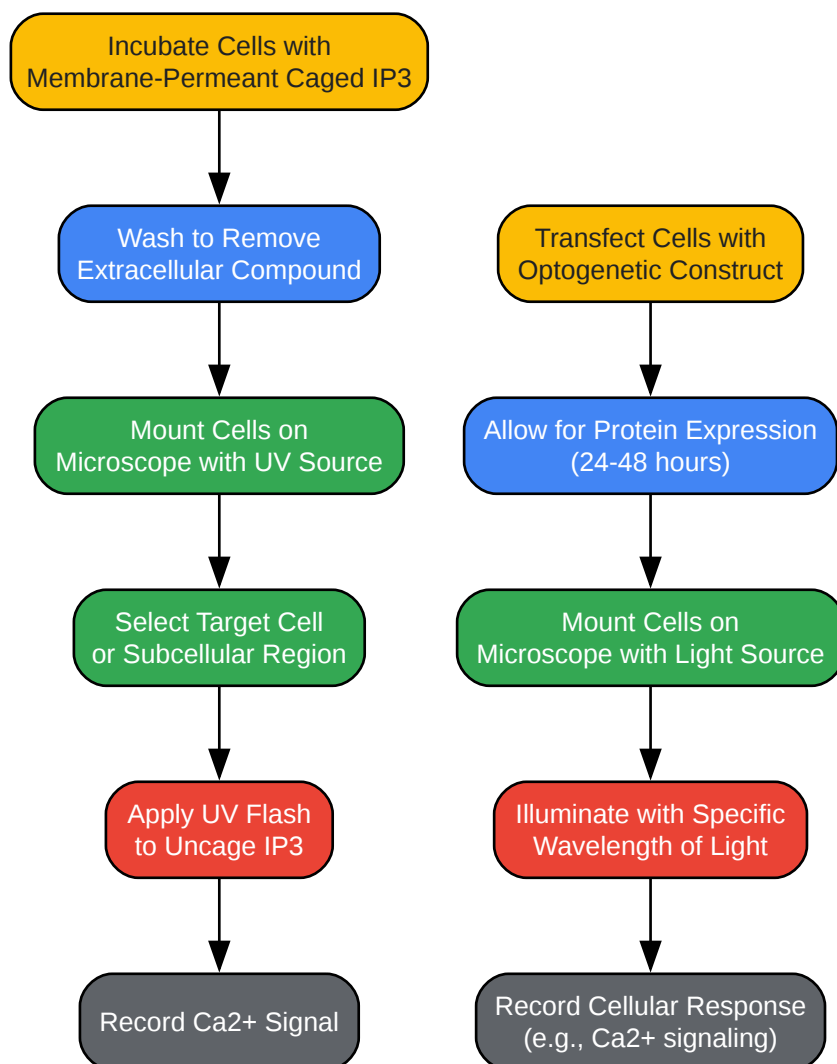 Incubate Cells with
Membrane-Permeant Caged IP3
Wash to Remove
Extracellular Compound
Mount Cells on
Microscope with UV Source
Select Target Cell
or Subcellular Region
Apply UV Flash
to Uncage IP3
Record Ca2+ Signal
Transfect Cells with
Optogenetic Construct
Allow for Protein Expression
(24-48 hours)
Mount Cells on
Microscope with Light Source
Illuminate with Specific
Wavelength of Light
Record Cellular Response
(e.g., Ca2+ signaling)